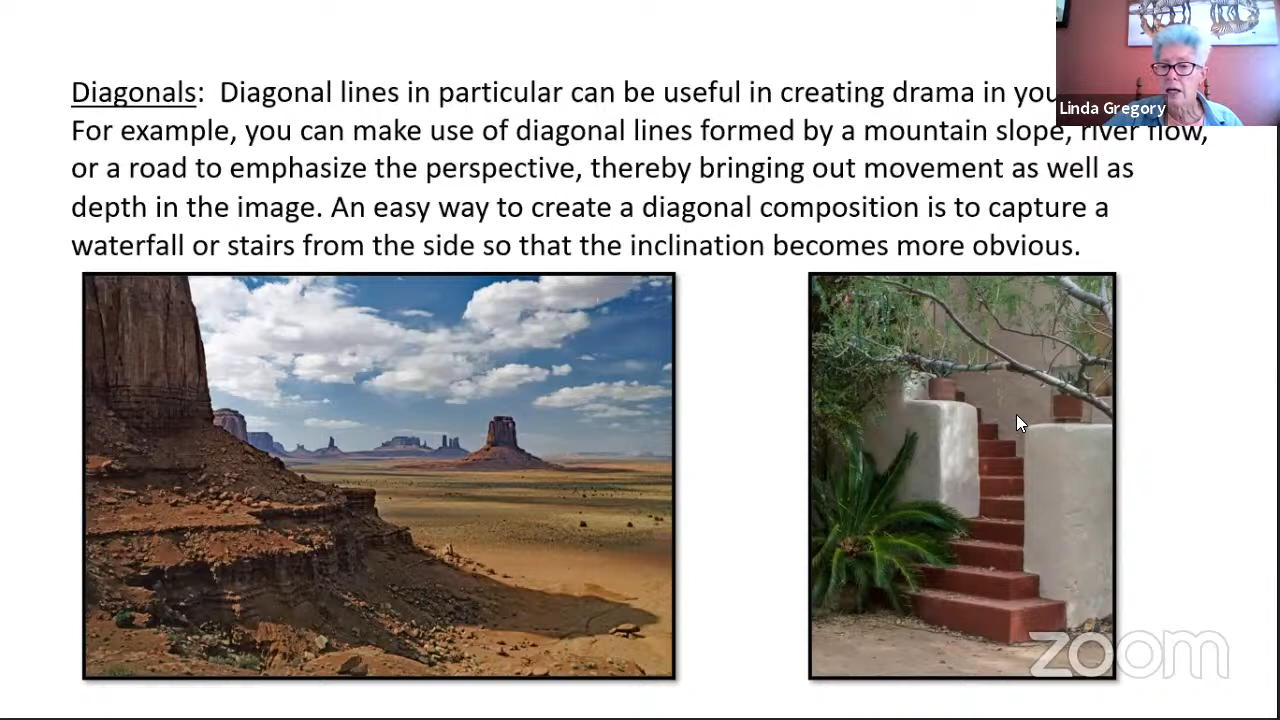 Diagonals:  Diagonal lines in particular can be useful in creating drama in you
Linda Gregory
For example, you can make use of diagonal lines formed by a mountain slope, river flow,
or a road to emphasize the perspective, thereby bringing out movement as well as
depth in the image. An easy way to create a diagonal composition is to capture a
waterfall or stairs from the side so that the inclination becomes more obvious.
zoom